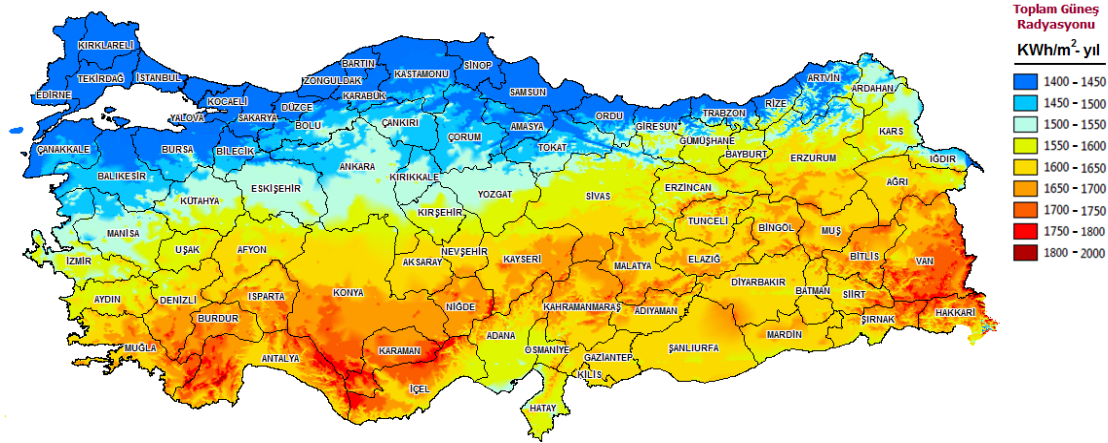 Toplam Güneş
Radyasyonu
KWh/m²- yıl
1400 - 1450
1450 - 1500
1500 - 1550
1550 - 1600
1600 - 1650
1650 - 1700
1700 - 1750
1750 - 1800
1800 - 2000
KIRKLARELİ
TEKİRDAĞ
İSTANBUL
EDİRNE
KOCAELİ
YALOVA
SAKARYA
DÜZCE
ZONGULDAK
BARTIN
KARABÜK
KASTAMONU
SİNOP
SAMSUN
BOLU
ÇANKIRI
ÇORUM
AMASYA
ORDU
TOKAT
GİRESUN
TRABZON
RİZE
ARTVİN
ARDAHAN
GÜMÜŞHANE
BAYBURT
KARS
ERZURUM
IĞDIR
ÇANAKKALE
BURSA
BİLECİK
BALIKESİR
ESKİŞEHİR
ANKARA
KIRIKKALE
KÜTAHYA
YOZGAT
SİVAS
ERZİNCAN
AĞRI
KIRŞEHİR
MANİSA
UŞAK
AFYON
İZMİR
AKSARAY
NEVŞEHİR
KAYSERİ
TUNCELİ
BİNGÖL
MUŞ
MALATYA
ELAZIĞ
BİTLİS
VAN
AYDIN
DENİZLİ
ISPARTA
KONYA
NİĞDE
KAHRAMANMARAŞ
ADIYAMAN
DİYARBAKIR
BATMAN
SİİRT
ŞIRNAK
HAKKARİ
BURDUR
MUĞLA
ANTALYA
KARAMAN
ADANA
OSMANİYE
GAZİANTEP
ŞANLIURFA
MARDİN
İÇEL
KİLİS
HATAY